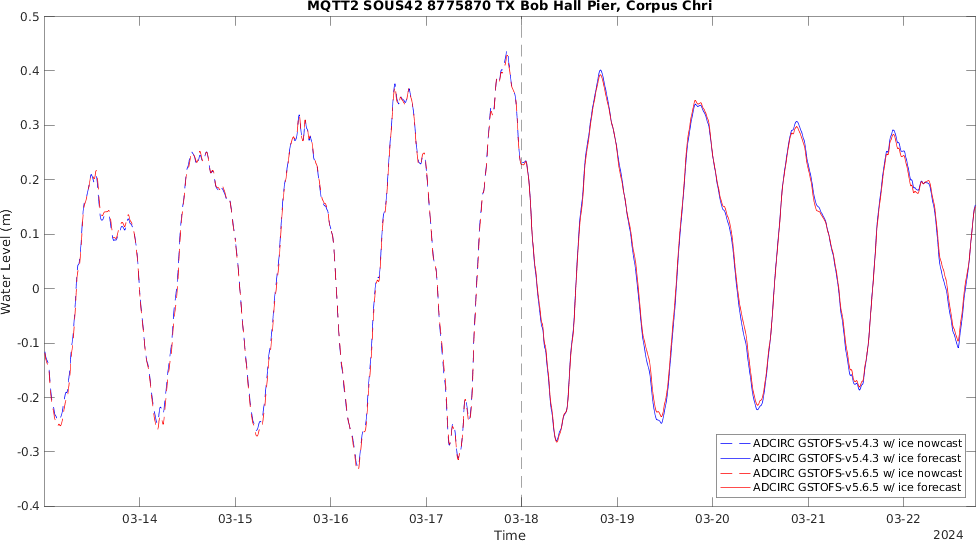 MQTT2 SOUS42 8775870 TX Bob Hall Pier, Corpus Chri
0.5
0.4
0.3
0.2
0.1
0
-0.1
-0.2
-0.3
-0.4
Water Level (m)
03-14 03-15 03-16 03-17 03-18 03-19 03-20 03-21 03-22
Time
2024
ADCIRC GSTOFS-v5.4.3 w/ ice nowcast
ADCIRC GSTOFS-v5.4.3 w/ ice forecast
ADCIRC GSTOFS-v5.6.5 w/ ice nowcast
ADCIRC GSTOFS-v5.6.5 w/ ice forecast